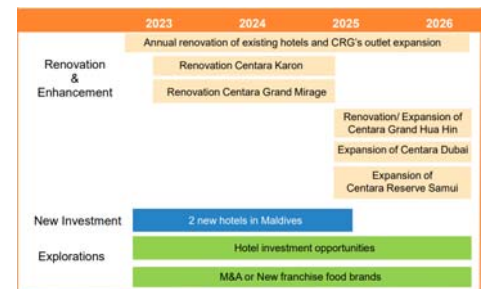 2023 2024 2025 2026
Annual renovation of existing hotels and CRG's outlet expansion
Renovation
&
Enhancement
Renovation Centara Karon
Renovation Centara Grand Mirage
Renovation/ Expansion of
Centara Grand Hua Hin
Expansion of Centara Dubai
Expansion of
Centara Reserve Samui
New Investment
2 new hotels in Maldives
Explorations
Hotel investment opportunities
M&A or New franchise food brands